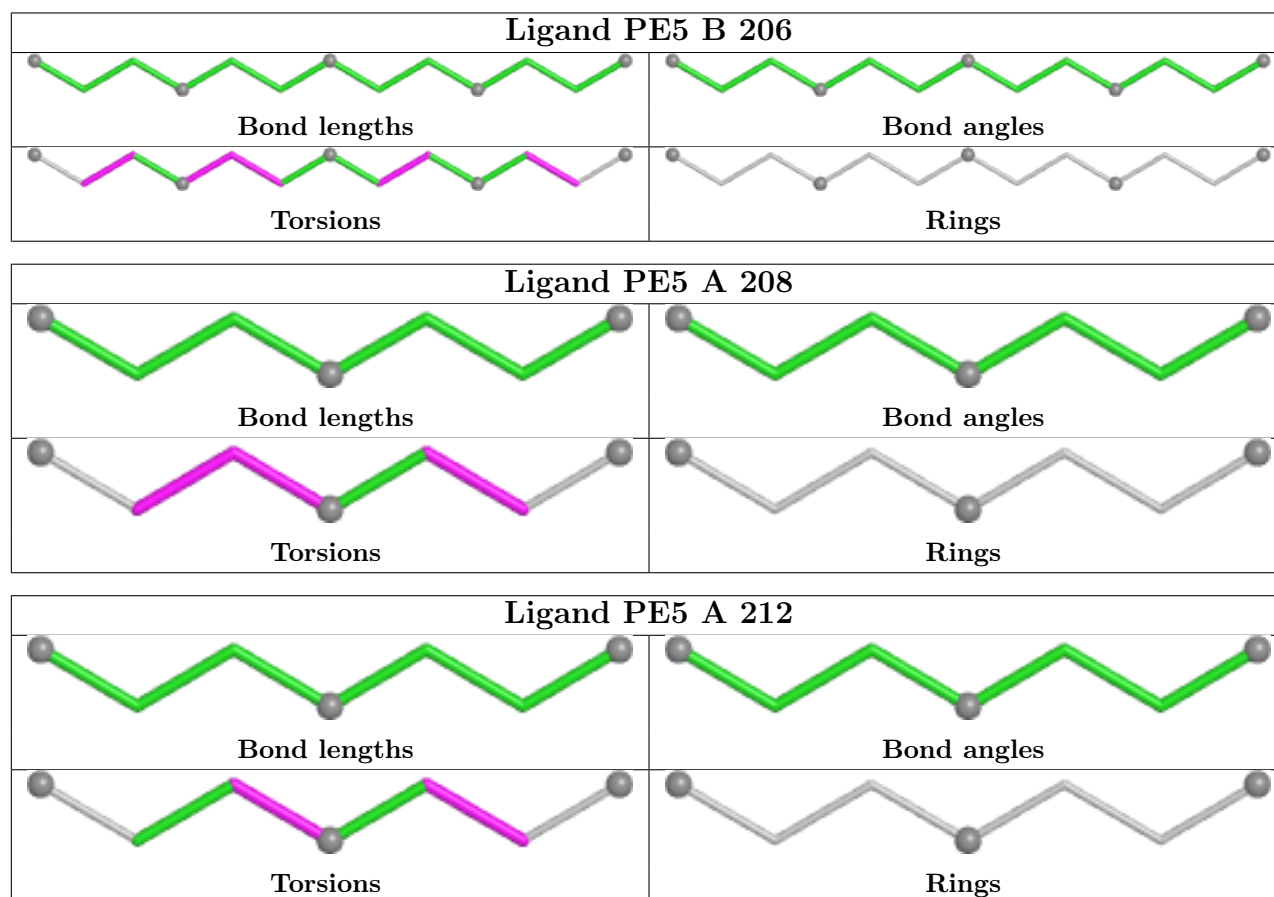 Ligand PE5 B 206
Bond lengths
Bond angles
Torsions
Rings
Ligand PE5 A 208
Bond lengths
Bond angles
Torsions
Rings
Ligand PE5 A 212
Bond lengths
Bond angles
Torsions
Rings